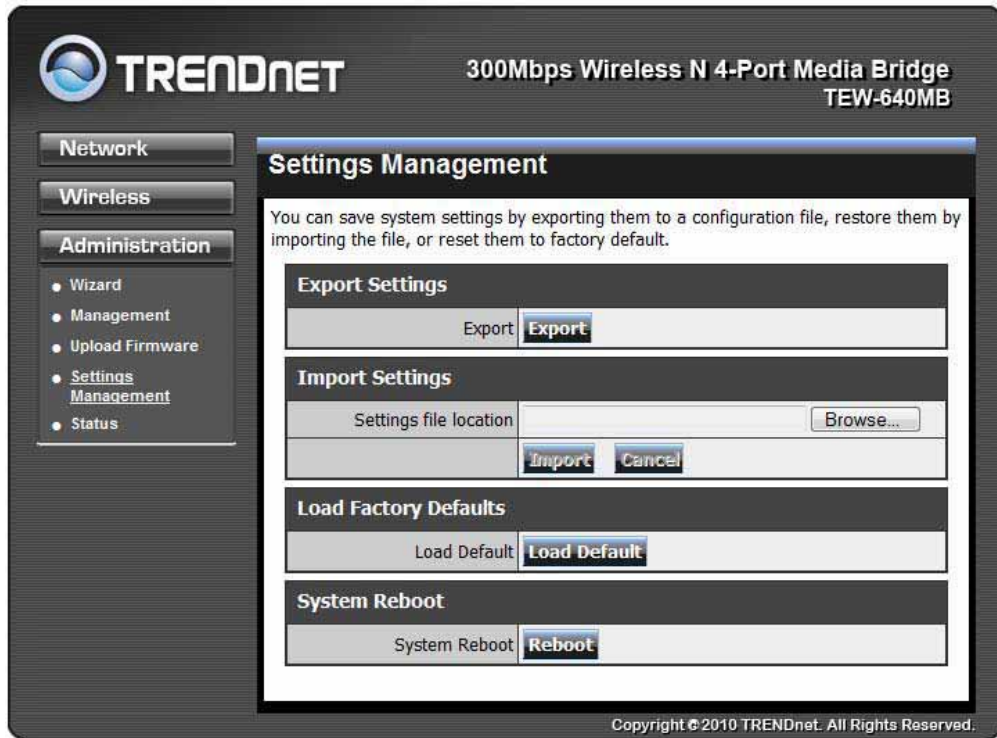 TRENDNET
300Mbps Wireless N 4-Port Media Bridge
TEW-640MB
Network
Wireless
Administration
Wizard
Management
Upload Firmware
Settings
Management
Status
Settings Management
You can save system settings by exporting them to a configuration file, restore them by
importing the file, or reset them to factory default.
Export Settings
Export Export
Import Settings
Settings file location Browse...
Import Cancel
Load Factory Defaults
Load Default Load Default
System Reboot
System Reboot Reboot
Copyright © 2010 TRENDnet. All Rights Reserved.